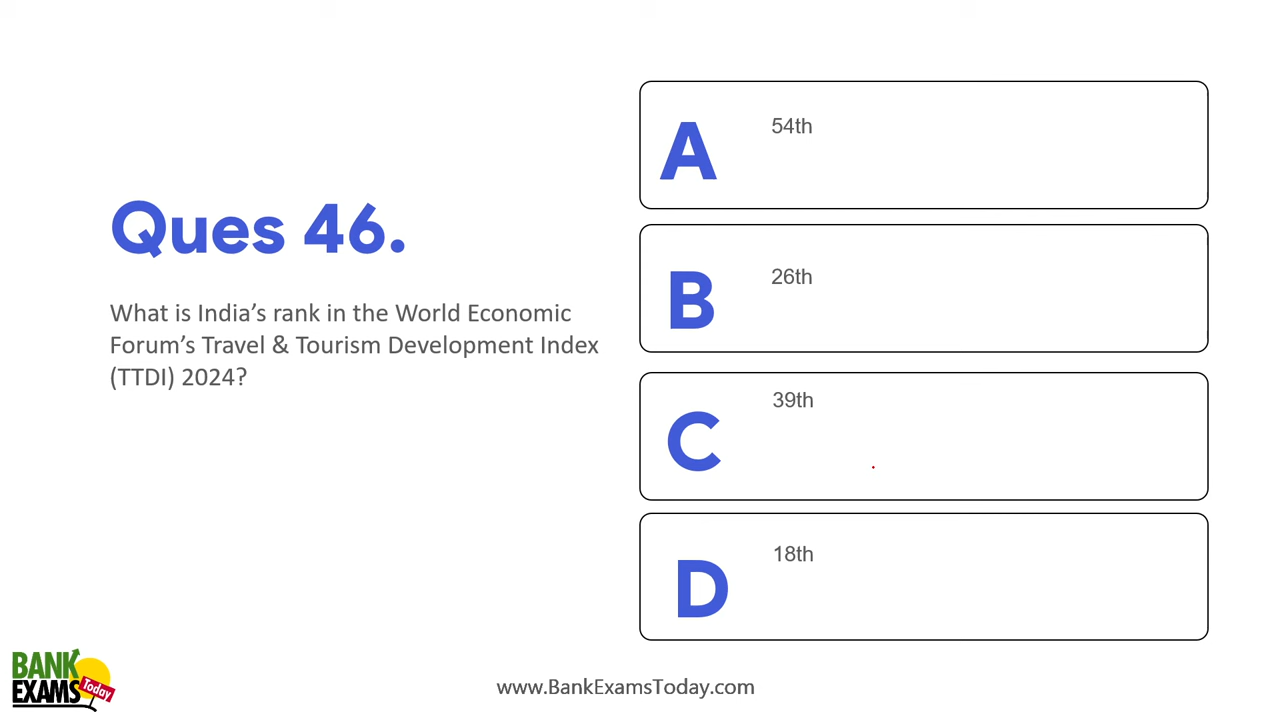 Ques 46.
What is India’s rank in the World Economic
Forum’s Travel & Tourism Development Index
(TTDI) 2024?
A
54th
B
26th
C
39th
D
18th
BANK
EXAMS
Today
www.BankExamsToday.com